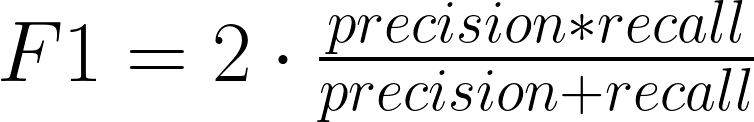 F1 = 2 · precision*recall / precision+recall